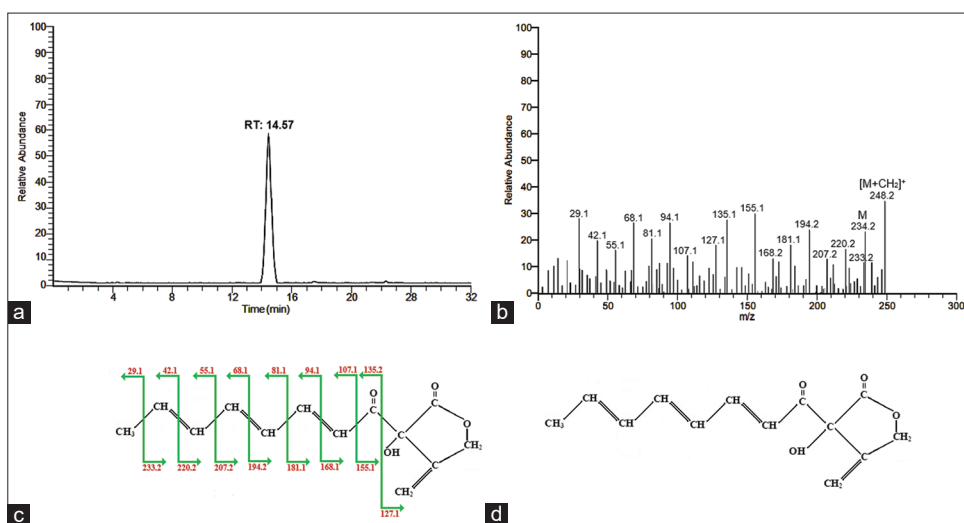 100
90
80
70
60
50
40
30
20
10
0
Relative Abundance
RT: 14.57
4 12 14 20 26 32
Time (min)
a
100
90
80
70
60
50
40
30
20
10
0
Relative Abundance
[M+CH₂]⁺
248.2
M
234.2
29.1
42.1
55.1
68.1
81.1
94.1
107.1
127.1
135.1
155.1
168.2
181.1
194.2
207.2
220.2
233.2
0 50 100 150 200 250 300
m/z
b
29.1 42.1 55.1 68.1 81.1 94.1 107.1 135.2
O O
CH CH CH O
CH₃ CH CH CH OH CH₂
233.2 220.2 207.2 194.2 181.1 168.1 155.1
CH₂
127.1
c
O O
CH CH CH O
CH₃ CH CH CH OH CH₂
CH₂
d